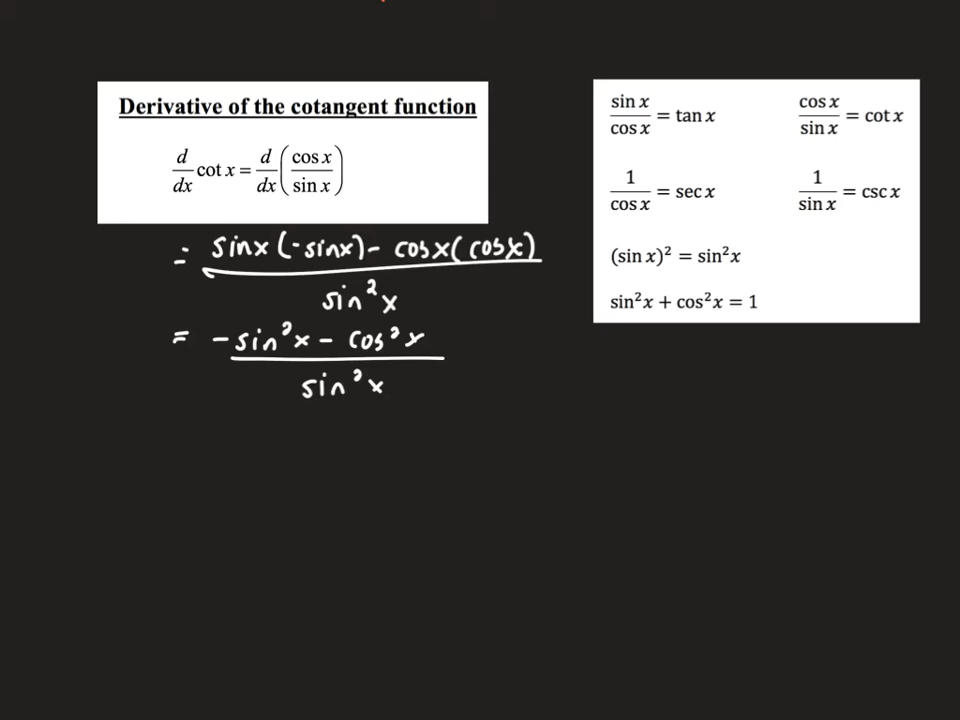 Derivative of the cotangent function
d/dx cot x = d/dx (cos x / sin x)
= sinx (-sinx) - cosx (cosx) / sin²x
= -sin²x - cos²x / sin²x
sin x / cos x = tan x
cos x / sin x = cot x
1 / cos x = sec x
1 / sin x = csc x
(sin x)² = sin²x
sin²x + cos²x = 1